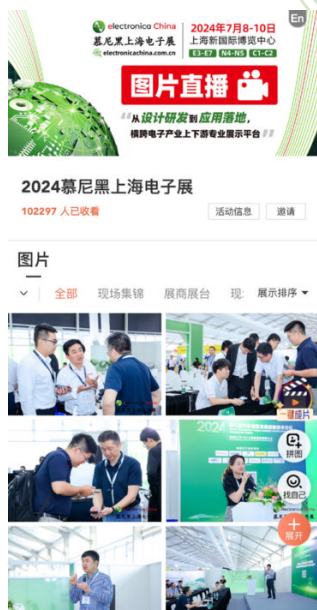 En
electronica China
慕尼黑上海电子展
electronicachina.com.cn
2024年7月8-10日
上海新国际博览中心
E3-E7 N4-N5 C1-C2
图片直播
“从设计研发到应用落地，
横跨电子产业上下游专业展示平台”
2024慕尼黑上海电子展
102297 人已收看
活动信息
邀请
图片
全部
现场集锦
展商展台
现
展示排序
一键成片
2024
拼图
找自己
展开